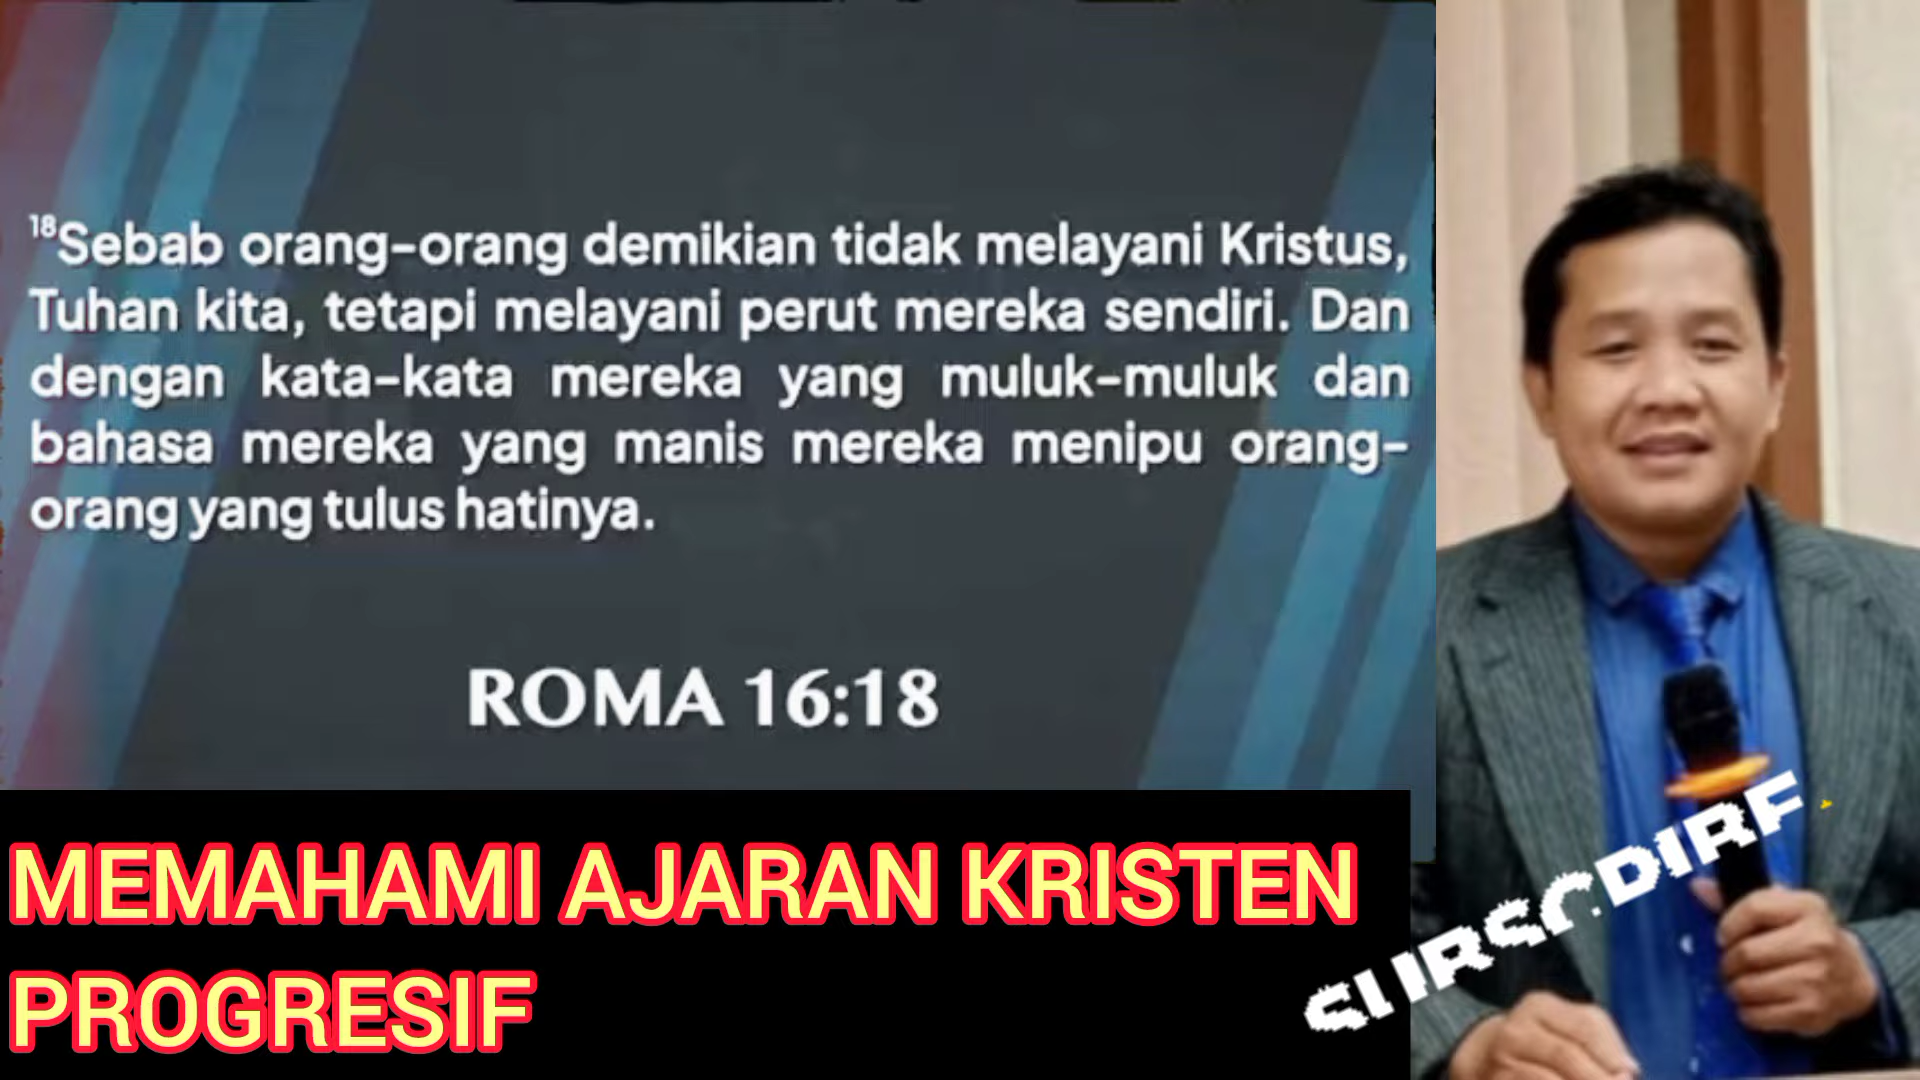 18Sebab orang-orang demikian tidak melayani Kristus,
Tuhan kita, tetapi melayani perut mereka sendiri. Dan
dengan kata-kata mereka yang muluk-muluk dan
bahasa mereka yang manis mereka menipu orang-
orang yang tulus hatinya.
ROMA 16:18
MEMAHAMI AJARAN KRISTEN
PROGRESIF